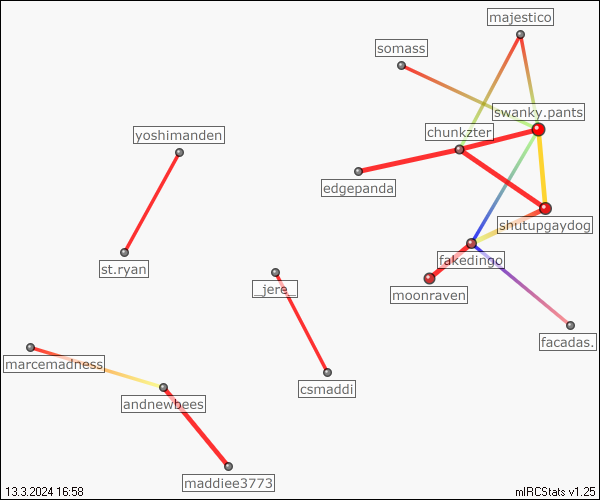 majestico
somass
swanky.pants
chunkzter
yoshimanden
edgepanda
shutupgaydog
fakedingo
st.ryan
_jere_
moonraven
facadas.
marcemadness
csmaddi
andnewbees
maddiee3773
13.3.2024 16:58
mIRCStats v1.25